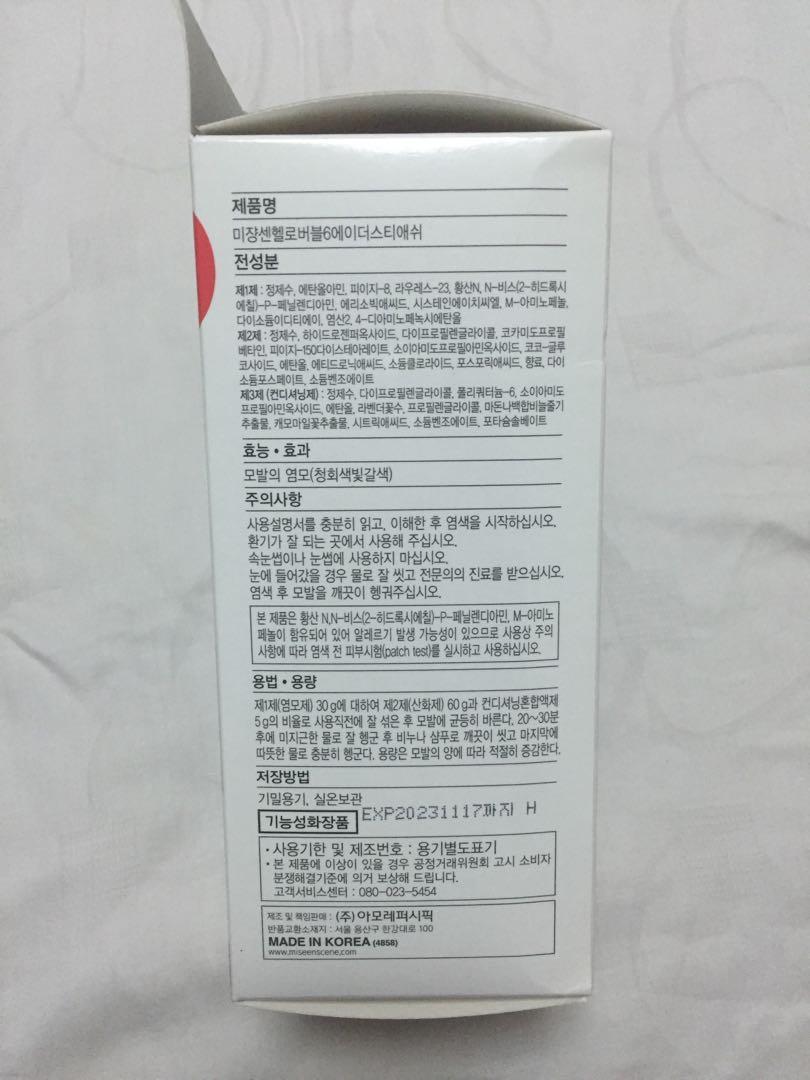 제품명
미쟝센헬로버블6에이더스티애쉬
전성분
제1제 : 정제수, 에탄올아민, 피이지-8, 라우레스-23, 황산N, N-비스(2-히드록시
에칠)-P-페닐렌디아민, 에리소빅애씨드, 시스테인에이치씨엘, M-아미노페놀,
다이소듐이디티에이, 염산2, 4-디아미노페녹시에탄올
제2제 : 정제수, 하이드로젠퍼옥사이드, 다이프로필렌글라이콜, 코카미도프로필
베타인, 피이지-150다이스테아레이트, 소이아미도프로필아민옥사이드, 코코-글루
코사이드, 에탄올, 에티드로닉애씨드, 소듐클로라이드, 포스포릭애씨드, 향료, 다이
소듐포스페이트, 소듐벤조에이트
제3제 (컨디셔닝제) : 정제수, 다이프로필렌글라이콜, 폴리쿼터늄-6, 소이아미도
프로필아민옥사이드, 에탄올, 라벤더꽃수, 프로필렌글라이콜, 마돈나백합비늘줄기
추출물, 캐모마일꽃추출물, 시트릭애씨드, 소듐벤조에이트, 포타슘솔베이트
효능 • 효과
모발의 염모(청회색빛갈색)
주의사항
사용설명서를 충분히 읽고, 이해한 후 염색을 시작하십시오.
환기가 잘 되는 곳에서 사용해 주십시오.
속눈썹이나 눈썹에 사용하지 마십시오.
눈에 들어갔을 경우 물로 잘 씻고 전문의의 진료를 받으십시오.
염색 후 모발을 깨끗이 헹궈주십시오.
본 제품은 황산 N,N-비스(2-히드록시에칠)-P-페닐렌디아민, M-아미노
페놀이 함유되어 있어 알레르기 발생 가능성이 있으므로 사용상 주의
사항에 따라 염색 전 피부시험(patch test)를 실시하고 사용하십시오.
용법 • 용량
제1제(염모제) 30g에 대하여 제2제(산화제) 60g과 컨디셔닝혼합액제
5g의 비율로 사용직전에 잘 섞은 후 모발에 균등히 바른다. 20~30분
후에 미지근한 물로 잘 헹군 후 비누나 샴푸로 깨끗이 씻고 마지막에
따뜻한 물로 충분히 헹군다. 용량은 모발의 양에 따라 적절히 증감한다.
저장방법
기밀용기, 실온보관
기능성화장품 EXP20231117까지 H
• 사용기한 및 제조번호 : 용기별도표기
• 본 제품에 이상이 있을 경우 공정거래위원회 고시 소비자
분쟁해결기준에 의거 보상해 드립니다.
고객서비스센터 : 080-023-5454
제조 및 책임판매 : (주)아모레퍼시픽
반품교환소재지 : 서울 용산구 한강대로 100
MADE IN KOREA (4858)
www.miseenscene.com